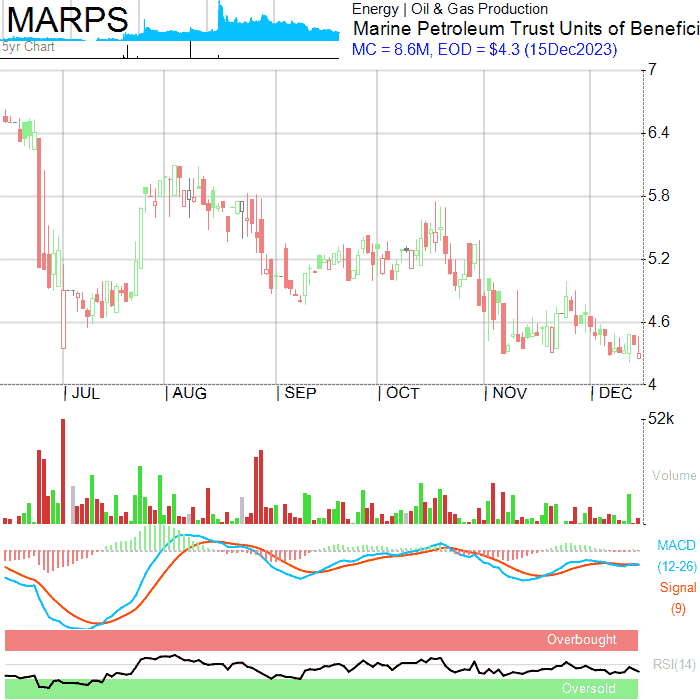 MARPS
5yr Chart
Energy | Oil & Gas Production
Marine Petroleum Trust Units of Benefici
MC = 8.6M, EOD = $4.3 (15Dec2023)
7
6.4
5.8
5.2
4.6
4
| JUL | AUG | SEP | OCT | NOV | DEC
52k
Volume
MACD
(12-26)
Signal
(9)
Overbought
RSI(14)
Oversold